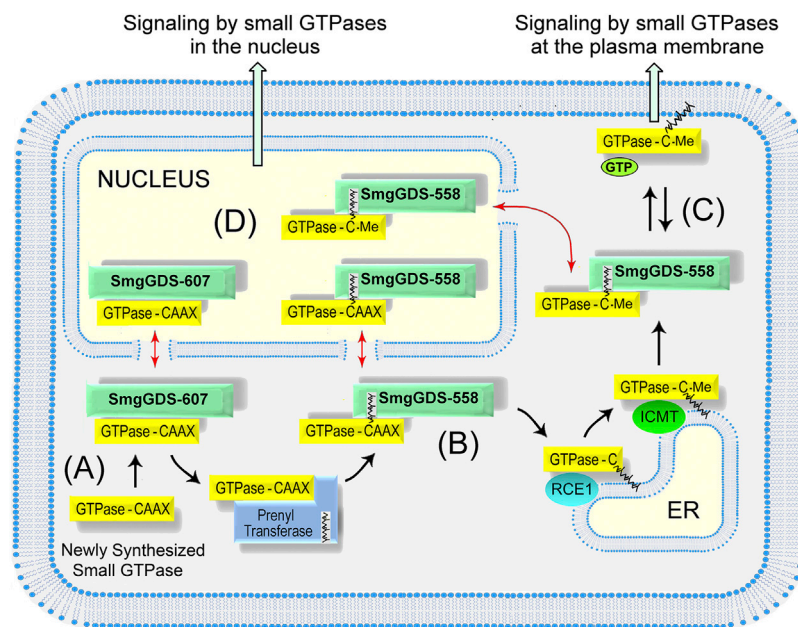 Signaling by small GTPases
in the nucleus
Signaling by small GTPases
at the plasma membrane
GTPase-C-Me
GTP
NUCLEUS
SmgGDS-558
(D)
GTPase-C-Me
(C)
SmgGDS-607
GTPase-CAAX
SmgGDS-558
GTPase-CAAX
SmgGDS-558
GTPase-C-Me
SmgGDS-607
GTPase-CAAX
SmgGDS-558
GTPase-CAAX
(A)
(B)
GTPase-C-Me
ICMT
GTPase-C
RCE1
ER
GTPase-CAAX
Newly Synthesized
Small GTPase
GTPase-CAAX
Prenyl
Transferase